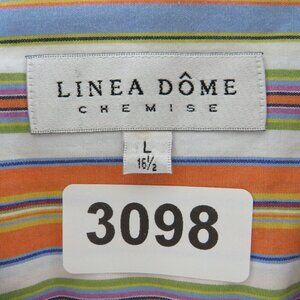 LINEA DÔME
CHEMISE
L
16½
3098